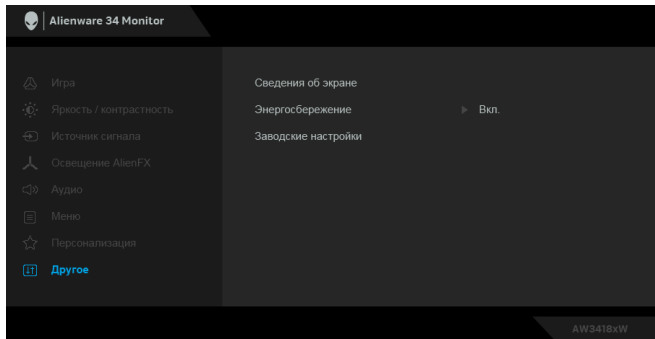 Alienware 34 Monitor
Игра
Яркость / контрастность
Источник сигнала
Освещение AlienFX
Аудио
Меню
Персонализация
Другое
Сведения об экране
Энергосбережение Вкл.
Заводские настройки
AW3418xW